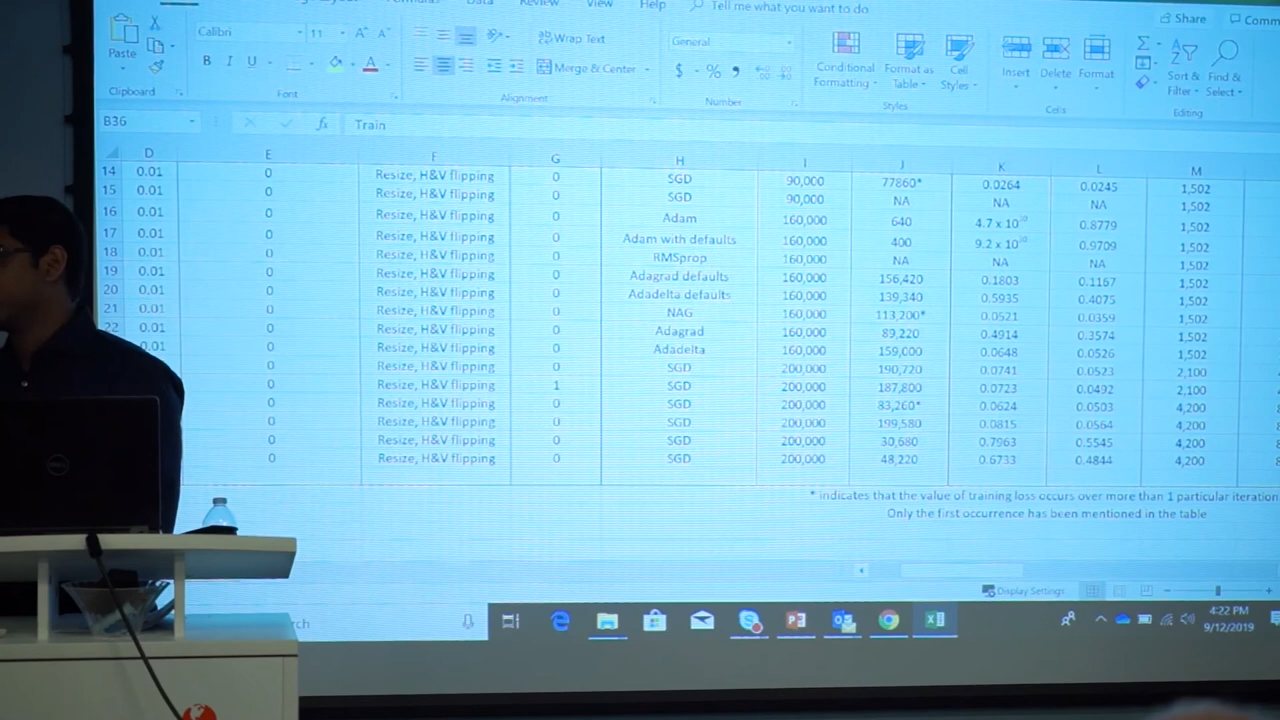 Data Review View Help Tell me what you want to do
Share Comm
Calibri 11 A A Wrap Text General
Paste B I U A Merge & Center $ % Conditional Formatting Format as Table Cell Styles Insert Delete Format Sort & Filter Find & Select
Clipboard Font Alignment Number Styles Cells Editing
B36 fx Train
D E F G H I J K L M
14 0.01 0 Resize, H&V flipping 0 SGD 90,000 77860* 0.0264 0.0245 1,502
15 0.01 0 Resize, H&V flipping 0 SGD 90,000 NA NA NA 1,502
16 0.01 0 Resize, H&V flipping 0 Adam 160,000 640 4.7 x 10 0.8779 1,502
17 0.01 0 Resize, H&V flipping 0 Adam with defaults 160,000 400 9.2 x 10 0.9709 1,502
18 0.01 0 Resize, H&V flipping 0 RMSprop 160,000 NA NA NA 1,502
19 0.01 0 Resize, H&V flipping 0 Adagrad defaults 160,000 156,420 0.1803 0.1167 1,502
20 0.01 0 Resize, H&V flipping 0 Adadelta defaults 160,000 139,340 0.5935 0.4075 1,502
21 0.01 0 Resize, H&V flipping 0 NAG 160,000 113,200* 0.0521 0.0359 1,502
22 0.01 0 Resize, H&V flipping 0 Adagrad 160,000 89,220 0.4914 0.3574 1,502
0.01 0 Resize, H&V flipping 0 Adadelta 160,000 159,000 0.0648 0.0526 1,502
0 Resize, H&V flipping 0 SGD 200,000 190,720 0.0741 0.0523 2,100
0 Resize, H&V flipping 1 SGD 200,000 187,800 0.0723 0.0492 2,100
0 Resize, H&V flipping 0 SGD 200,000 83,260* 0.0624 0.0503 4,200
0 Resize, H&V flipping 0 SGD 200,000 199,580 0.0815 0.0564 4,200
0 Resize, H&V flipping 0 SGD 200,000 30,680 0.7963 0.5545 4,200
0 Resize, H&V flipping 0 SGD 200,000 48,220 0.6733 0.4844 4,200
* indicates that the value of training loss occurs over more than 1 particular iteration
Only the first occurrence has been mentioned in the table
Display Settings
4:22 PM
9/12/2019
DELL